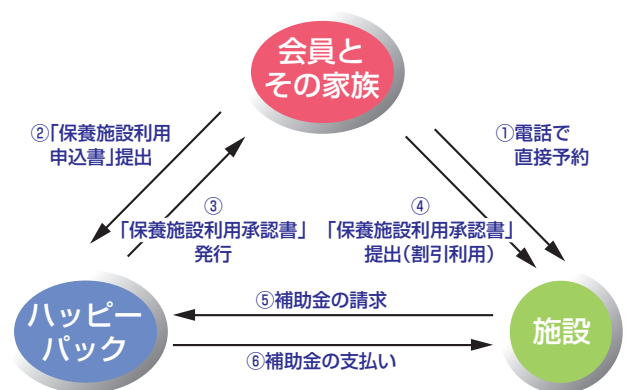 会員と
その家族
①電話で
直接予約
②「保養施設利用
申込書」提出
③
「保養施設利用承認書」
発行
④
「保養施設利用承認書」
提出(割引利用)
⑤補助金の請求
⑥補助金の支払い
ハッピー
パック
施設